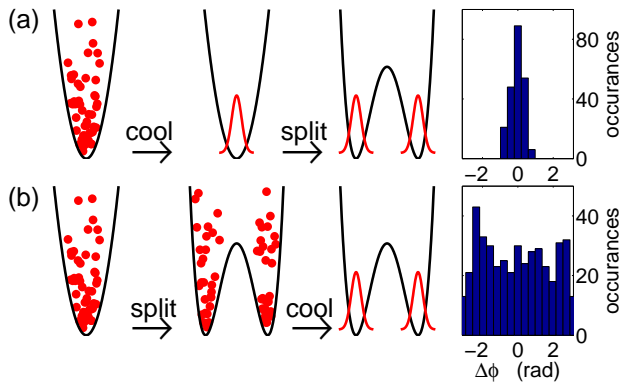 (a)
cool
split
80
40
0
occurances
−2 0 2
(b)
split
cool
40
20
0
occurances
−2 0 2
Δϕ (rad)